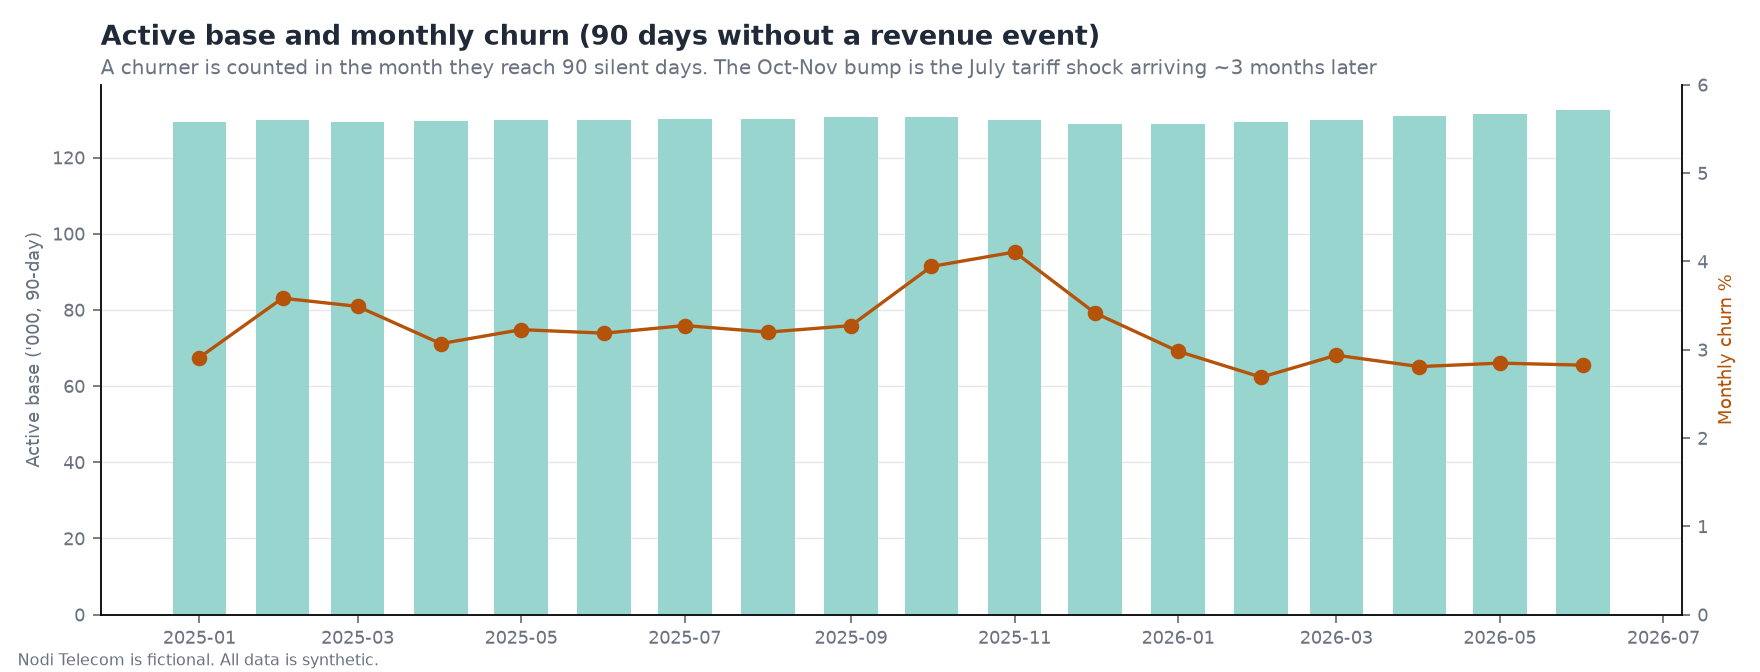 Active base and monthly churn (90 days without a revenue event)
A churner is counted in the month they reach 90 silent days. The Oct-Nov bump is the July tariff shock arriving ~3 months later
Active base ('000, 90-day)
120
100
80
60
40
20
0
6
5
4
3
2
1
0
Monthly churn %
2025-01 2025-03 2025-05 2025-07 2025-09 2025-11 2026-01 2026-03 2026-05 2026-07
Nodi Telecom is fictional. All data is synthetic.